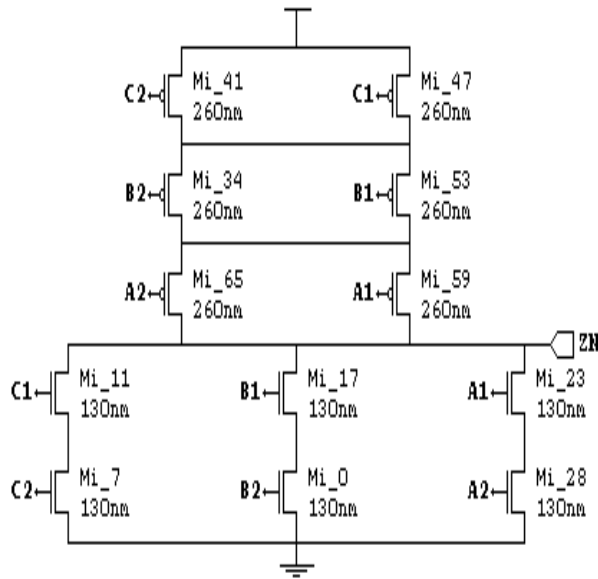 C2 Mi_41 260nm
C1 Mi_47 260nm
B2 Mi_34 260nm
B1 Mi_53 260nm
A2 Mi_65 260nm
A1 Mi_59 260nm
ZN
C1 Mi_11 130nm
B1 Mi_17 130nm
A1 Mi_23 130nm
C2 Mi_7 130nm
B2 Mi_0 130nm
A2 Mi_28 130nm